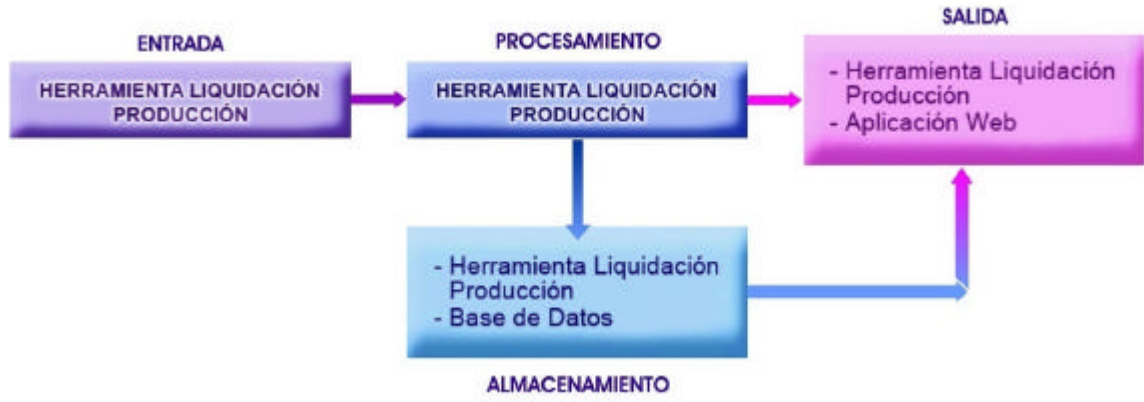 ENTRADA
HERRAMIENTA LIQUIDACIÓN
PRODUCCIÓN
PROCESAMIENTO
HERRAMIENTA LIQUIDACIÓN
PRODUCCIÓN
SALIDA
- Herramienta Liquidación
Producción
- Aplicación Web
- Herramienta Liquidación
Producción
- Base de Datos
ALMACENAMIENTO